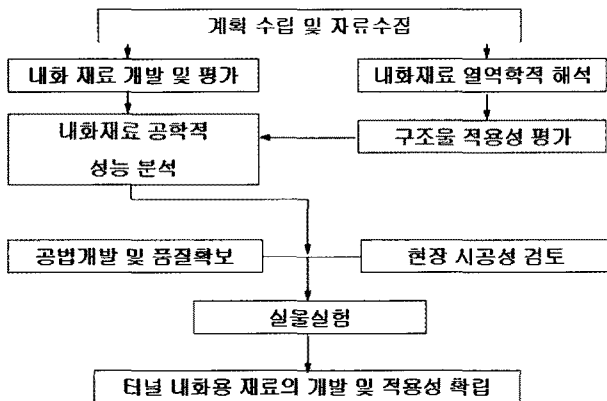 계획 수립 및 자료수집
내화 재료 개발 및 평가
내화재료 열역학적 해석
내화재료 공학적
성능 분석
구조물 적용성 평가
공법개발 및 품질확보
현장 시공성 검토
실물실험
터널 내화용 재료의 개발 및 적용성 확립